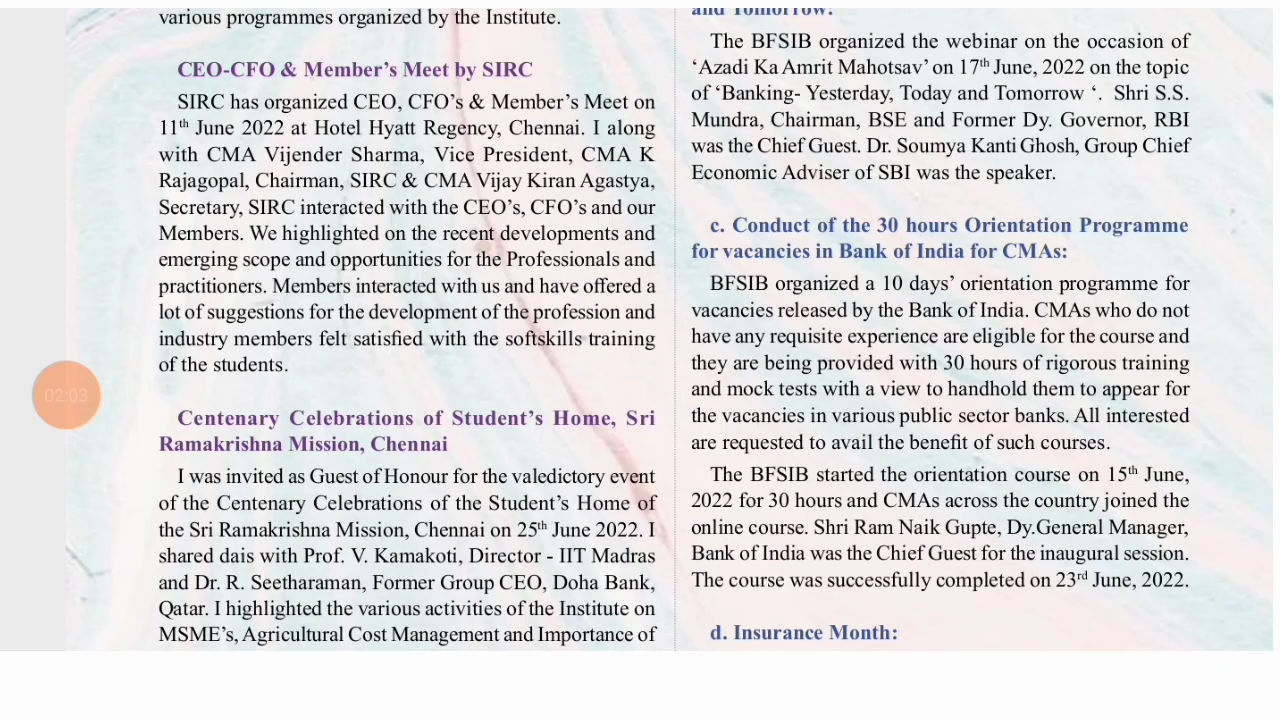 various programmes organized by the Institute.
CEO-CFO & Member's Meet by SIRC
SIRC has organized CEO, CFO's & Member's Meet on
11th June 2022 at Hotel Hyatt Regency, Chennai. I along
with CMA Vijender Sharma, Vice President, CMA K
Rajagopal, Chairman, SIRC & CMA Vijay Kiran Agastya,
Secretary, SIRC interacted with the CEO's, CFO's and our
Members. We highlighted on the recent developments and
emerging scope and opportunities for the Professionals and
practitioners. Members interacted with us and have offered a
lot of suggestions for the development of the profession and
industry members felt satisfied with the softskills training
of the students.
Centenary Celebrations of Student's Home, Sri
Ramakrishna Mission, Chennai
I was invited as Guest of Honour for the valedictory event
of the Centenary Celebrations of the Student's Home of
the Sri Ramakrishna Mission, Chennai on 25th June 2022. I
shared dais with Prof. V. Kamakoti, Director - IIT Madras
and Dr. R. Seetharaman, Former Group CEO, Doha Bank,
Qatar. I highlighted the various activities of the Institute on
MSME's, Agricultural Cost Management and Importance of
and Tomorrow:
The BFSIB organized the webinar on the occasion of
'Azadi Ka Amrit Mahotsav' on 17th June, 2022 on the topic
of 'Banking- Yesterday, Today and Tomorrow '. Shri S.S.
Mundra, Chairman, BSE and Former Dy. Governor, RBI
was the Chief Guest. Dr. Soumya Kanti Ghosh, Group Chief
Economic Adviser of SBI was the speaker.
c. Conduct of the 30 hours Orientation Programme
for vacancies in Bank of India for CMAs:
BFSIB organized a 10 days' orientation programme for
vacancies released by the Bank of India. CMAs who do not
have any requisite experience are eligible for the course and
they are being provided with 30 hours of rigorous training
and mock tests with a view to handhold them to appear for
the vacancies in various public sector banks. All interested
are requested to avail the benefit of such courses.
The BFSIB started the orientation course on 15th June,
2022 for 30 hours and CMAs across the country joined the
online course. Shri Ram Naik Gupte, Dy.General Manager,
Bank of India was the Chief Guest for the inaugural session.
The course was successfully completed on 23rd June, 2022.
d. Insurance Month:
02:03